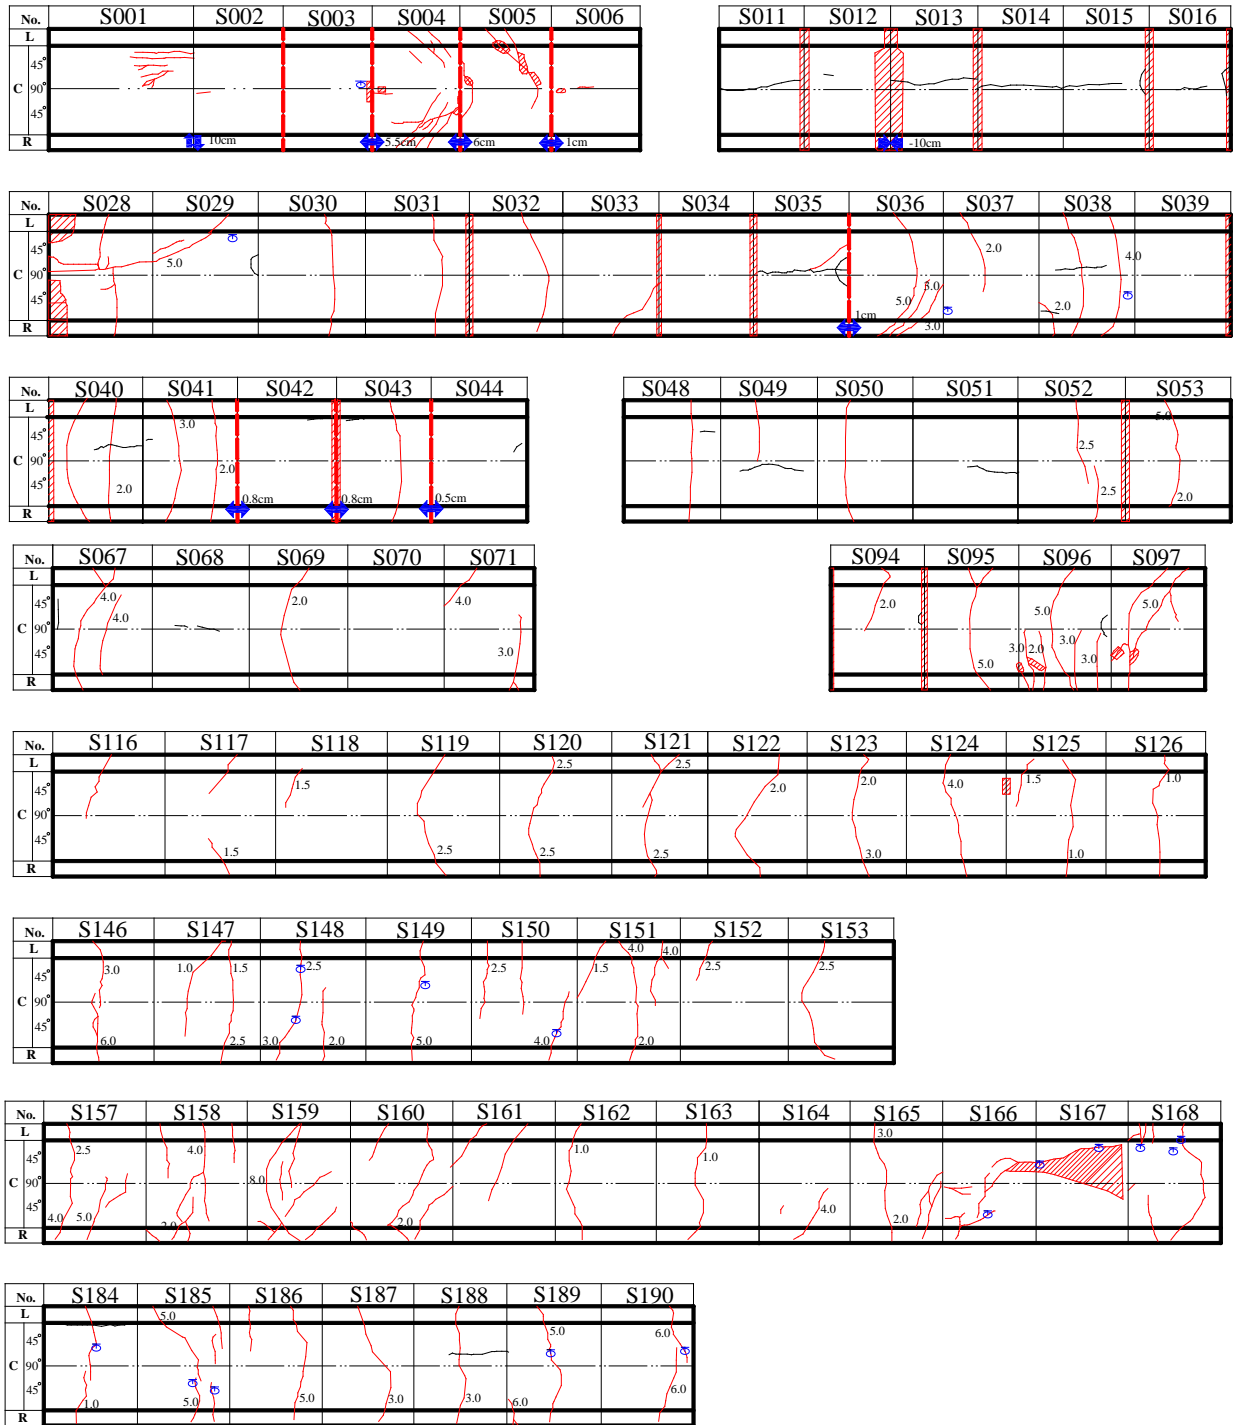 No. S001 S002 S003 S004 S005 S006
L
45°
C 90°
45°
R 10cm 5.5cm 6cm 1cm
S011 S012 S013 S014 S015 S016
-10cm
No. S028 S029 S030 S031 S032 S033 S034 S035 S036 S037 S038 S039
L
45° 2.0 4.0
5.0
C 90°
3.0
45° 5.0 2.0
1cm
R 3.0
No. S040 S041 S042 S043 S044
L
3.0
45°
C 90° 2.0
45° 2.0
0.8cm 0.8cm 0.5cm
R
S048 S049 S050 S051 S052 S053
5.0
2.5
2.5 2.0
No. S067 S068 S069 S070 S071
L
45° 4.0 2.0 4.0
4.0
C 90°
45° 3.0
R
S094 S095 S096 S097
2.0 5.0 5.0
3.0
3.0 2.0
5.0 3.0
No. S116 S117 S118 S119 S120 S121 S122 S123 S124 S125 S126
L 2.5 2.5
45° 1.5 2.0 2.0 4.0 1.5 1.0
C 90°
45° 1.5 2.5 2.5 2.5 3.0 1.0
R
No. S146 S147 S148 S149 S150 S151 S152 S153
L 4.0 4.0
45° 3.0 1.0 1.5 2.5 2.5 1.5 2.5 2.5
C 90°
45° 6.0 2.5 3.0 2.0 5.0 4.0 2.0
R
No. S157 S158 S159 S160 S161 S162 S163 S164 S165 S166 S167 S168
L 3.0
45° 2.5 4.0 1.0 1.0
C 90° 8.0
45° 4.0 5.0 2.0 2.0 4.0 2.0
R
No. S184 S185 S186 S187 S188 S189 S190
L 5.0
45° 5.0 6.0
C 90°
45° 1.0 5.0 5.0 3.0 3.0 6.0 6.0
R